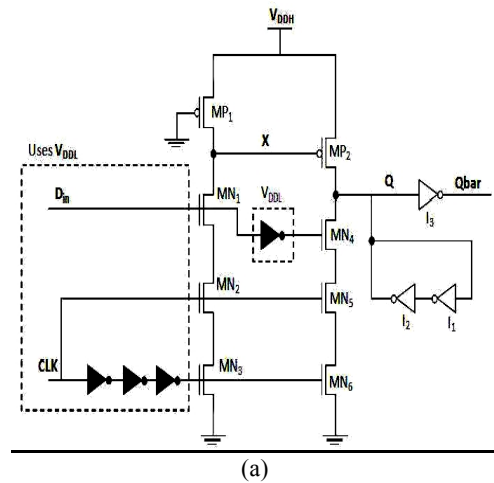 VDDH
MP1
Uses VDDL
X
MP2
Din
MN1
VDDL
Q
Qbar
I3
MN4
MN2
MN5
I2
I1
CLK
MN3
MN6
(a)